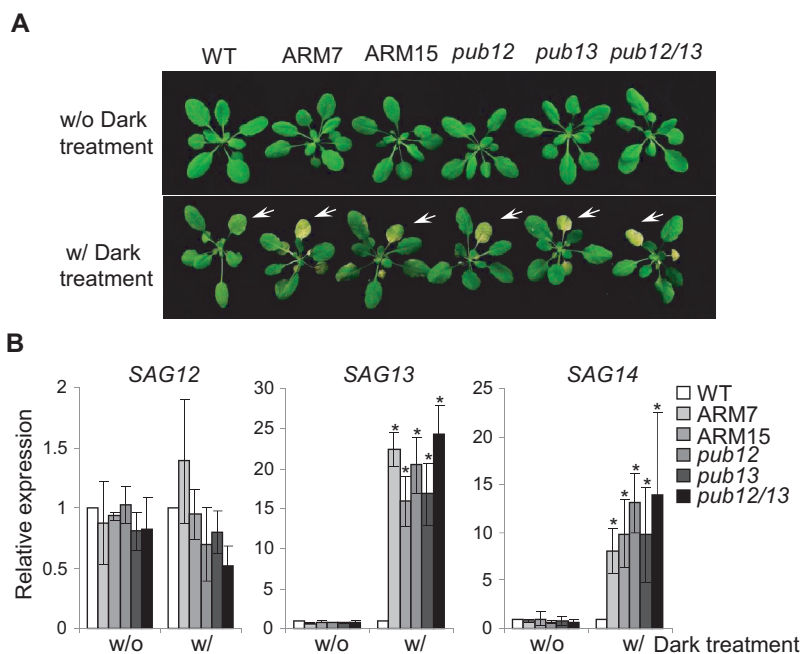 A
WT ARM7 ARM15 pub12 pub13 pub12/13
w/o Dark
treatment
w/ Dark
treatment
B
SAG12 SAG13 SAG14
Relative expression
2
1.5
1
0.5
0
w/o w/
30
25
20
15
10
5
0
* * * * *
w/o w/
25
20
15
10
5
0
* * * * *
w/o w/ Dark treatment
WT
ARM7
ARM15
pub12
pub13
pub12/13